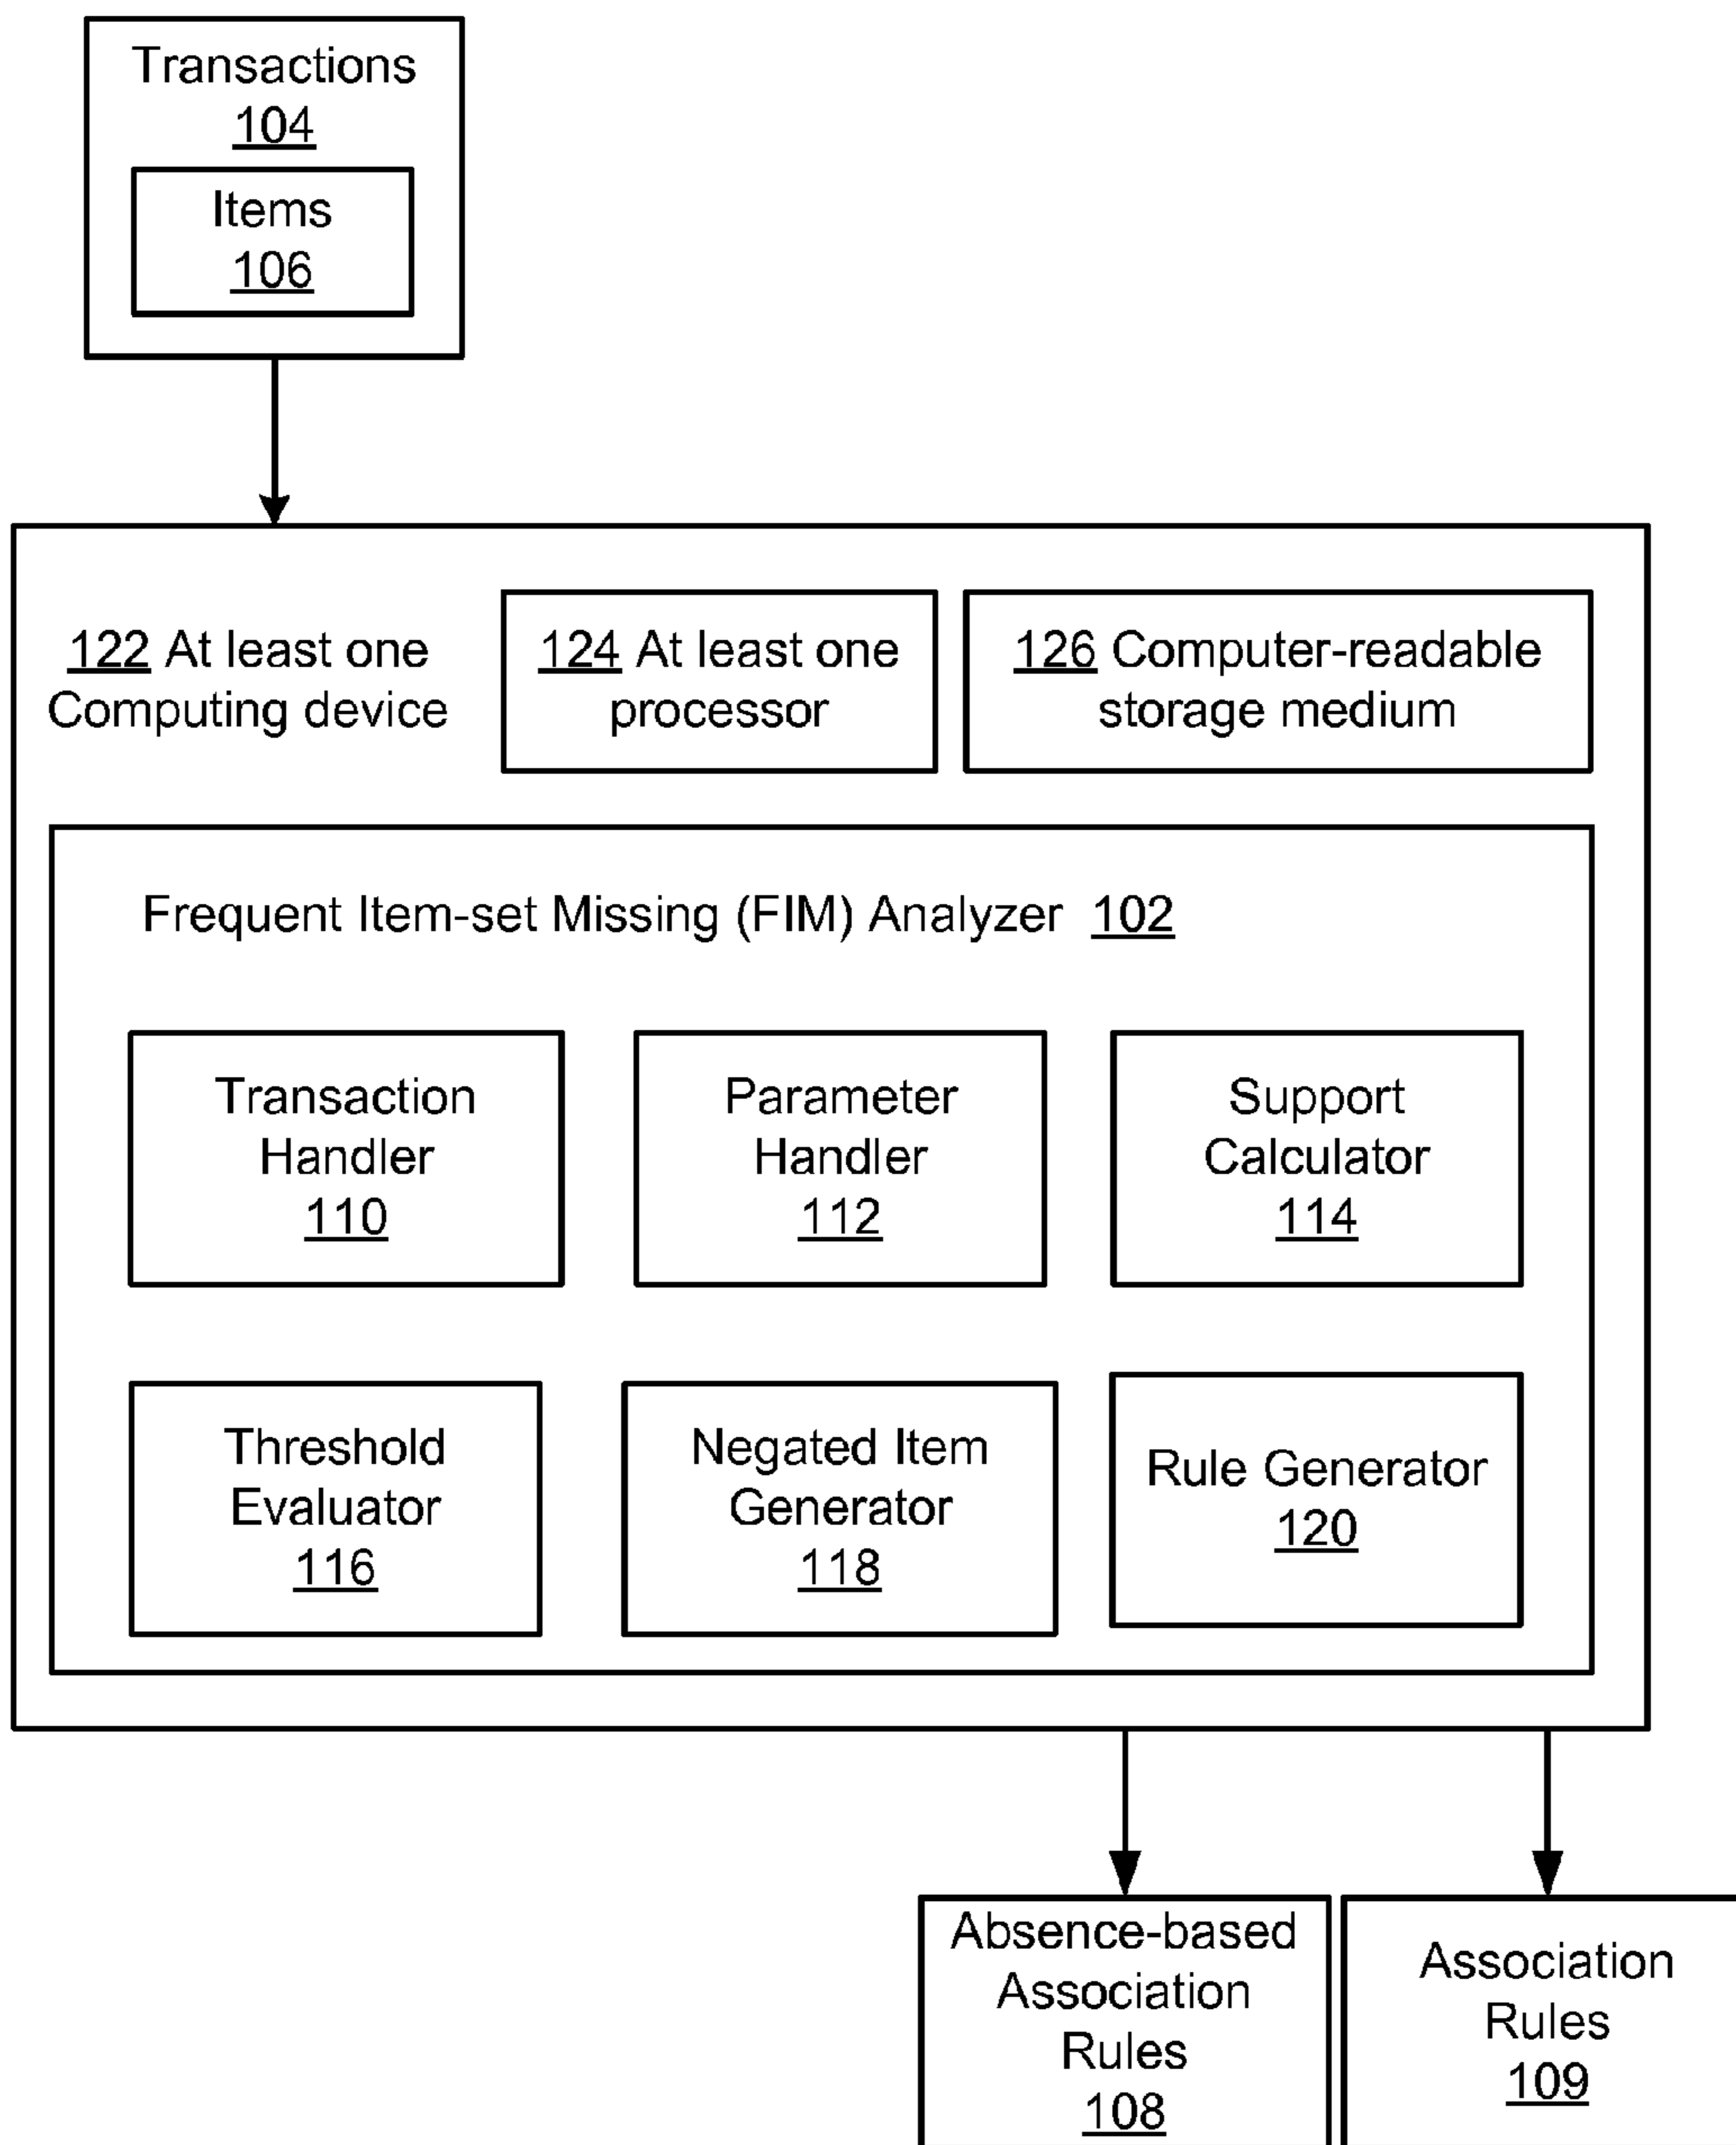 Transactions
104
Items
106
122 At least one
Computing device
124 At least one
processor
126 Computer-readable
storage medium
Frequent Item-set Missing (FIM) Analyzer 102
Transaction
Handler
110
Parameter
Handler
112
Support
Calculator
114
Threshold
Evaluator
116
Negated Item
Generator
118
Rule Generator
120
Absence-based
Association
Rules
108
Association
Rules
109